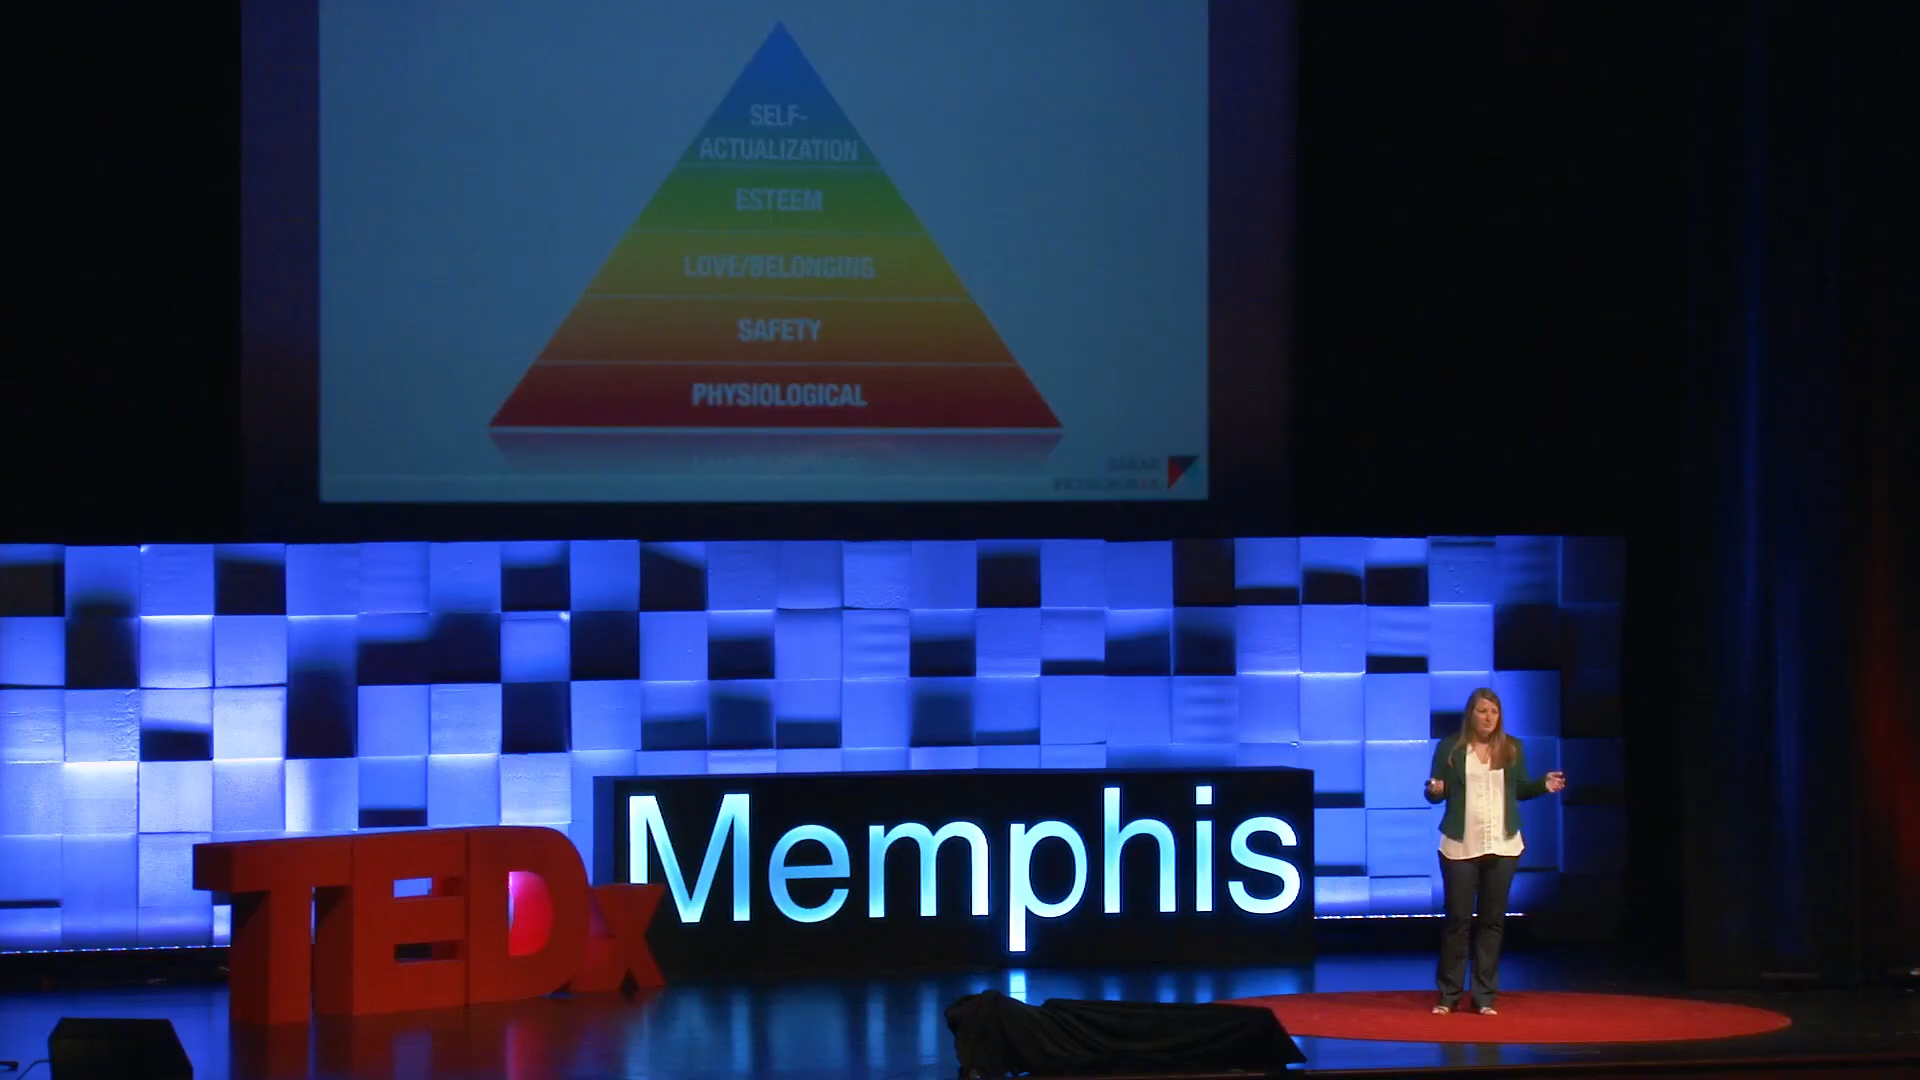 SELF-
ACTUALIZATION
ESTEEM
LOVE/BELONGING
SAFETY
PHYSIOLOGICAL
TEDx
Memphis